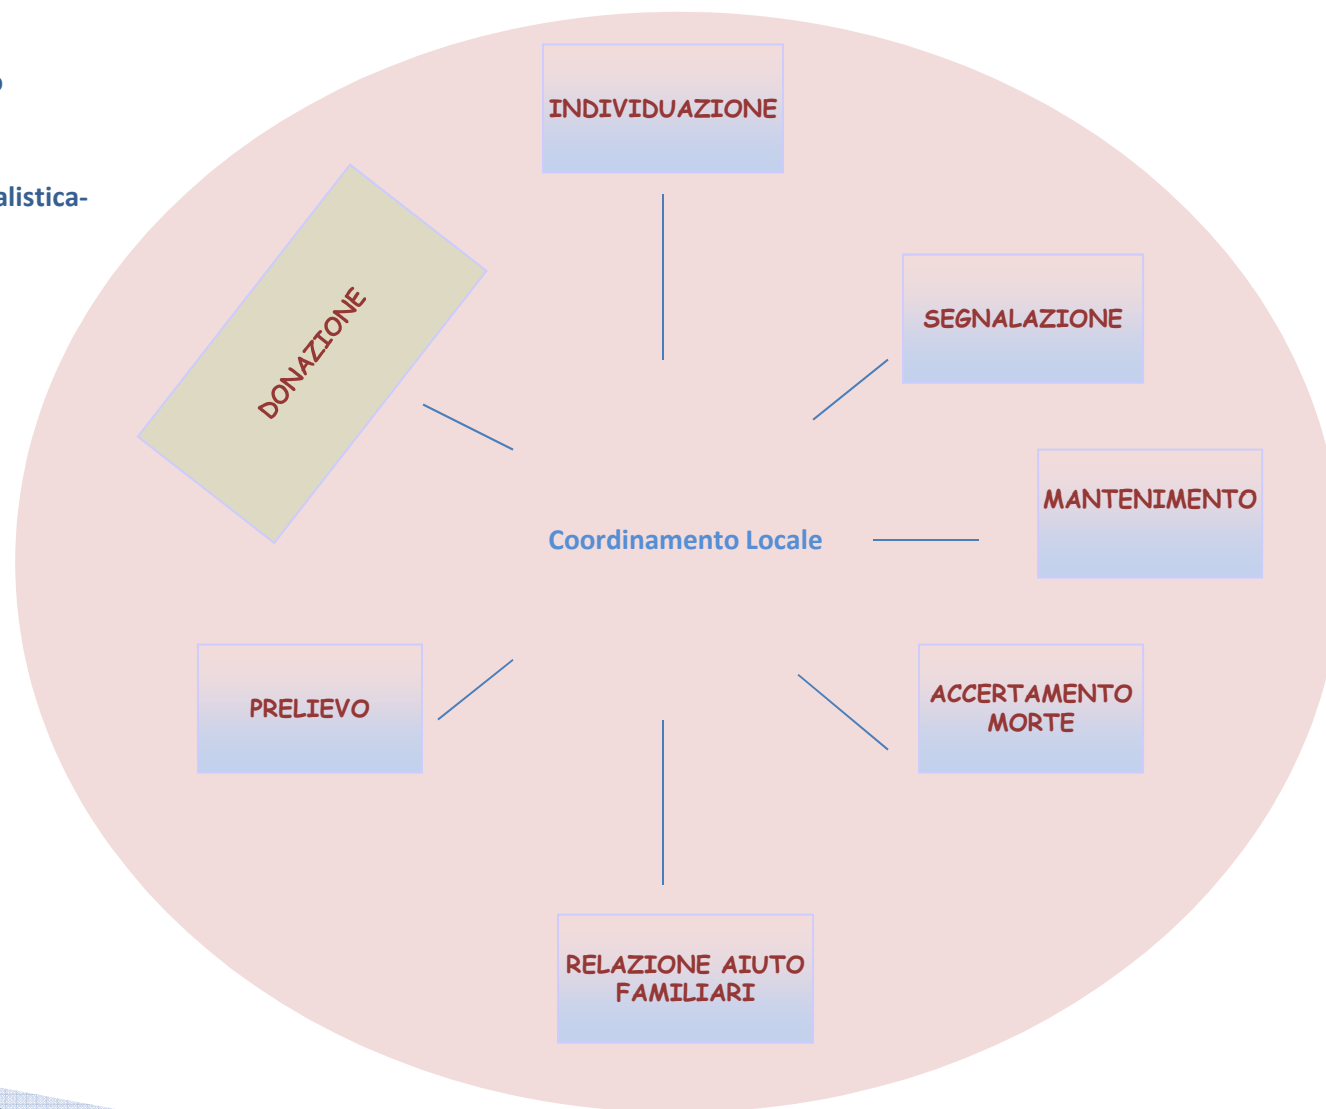 o
alistica-
INDIVIDUAZIONE
SEGNALAZIONE
DONAZIONE
MANTENIMENTO
Coordinamento Locale
ACCERTAMENTO
MORTE
PRELIEVO
RELAZIONE AIUTO
FAMILIARI